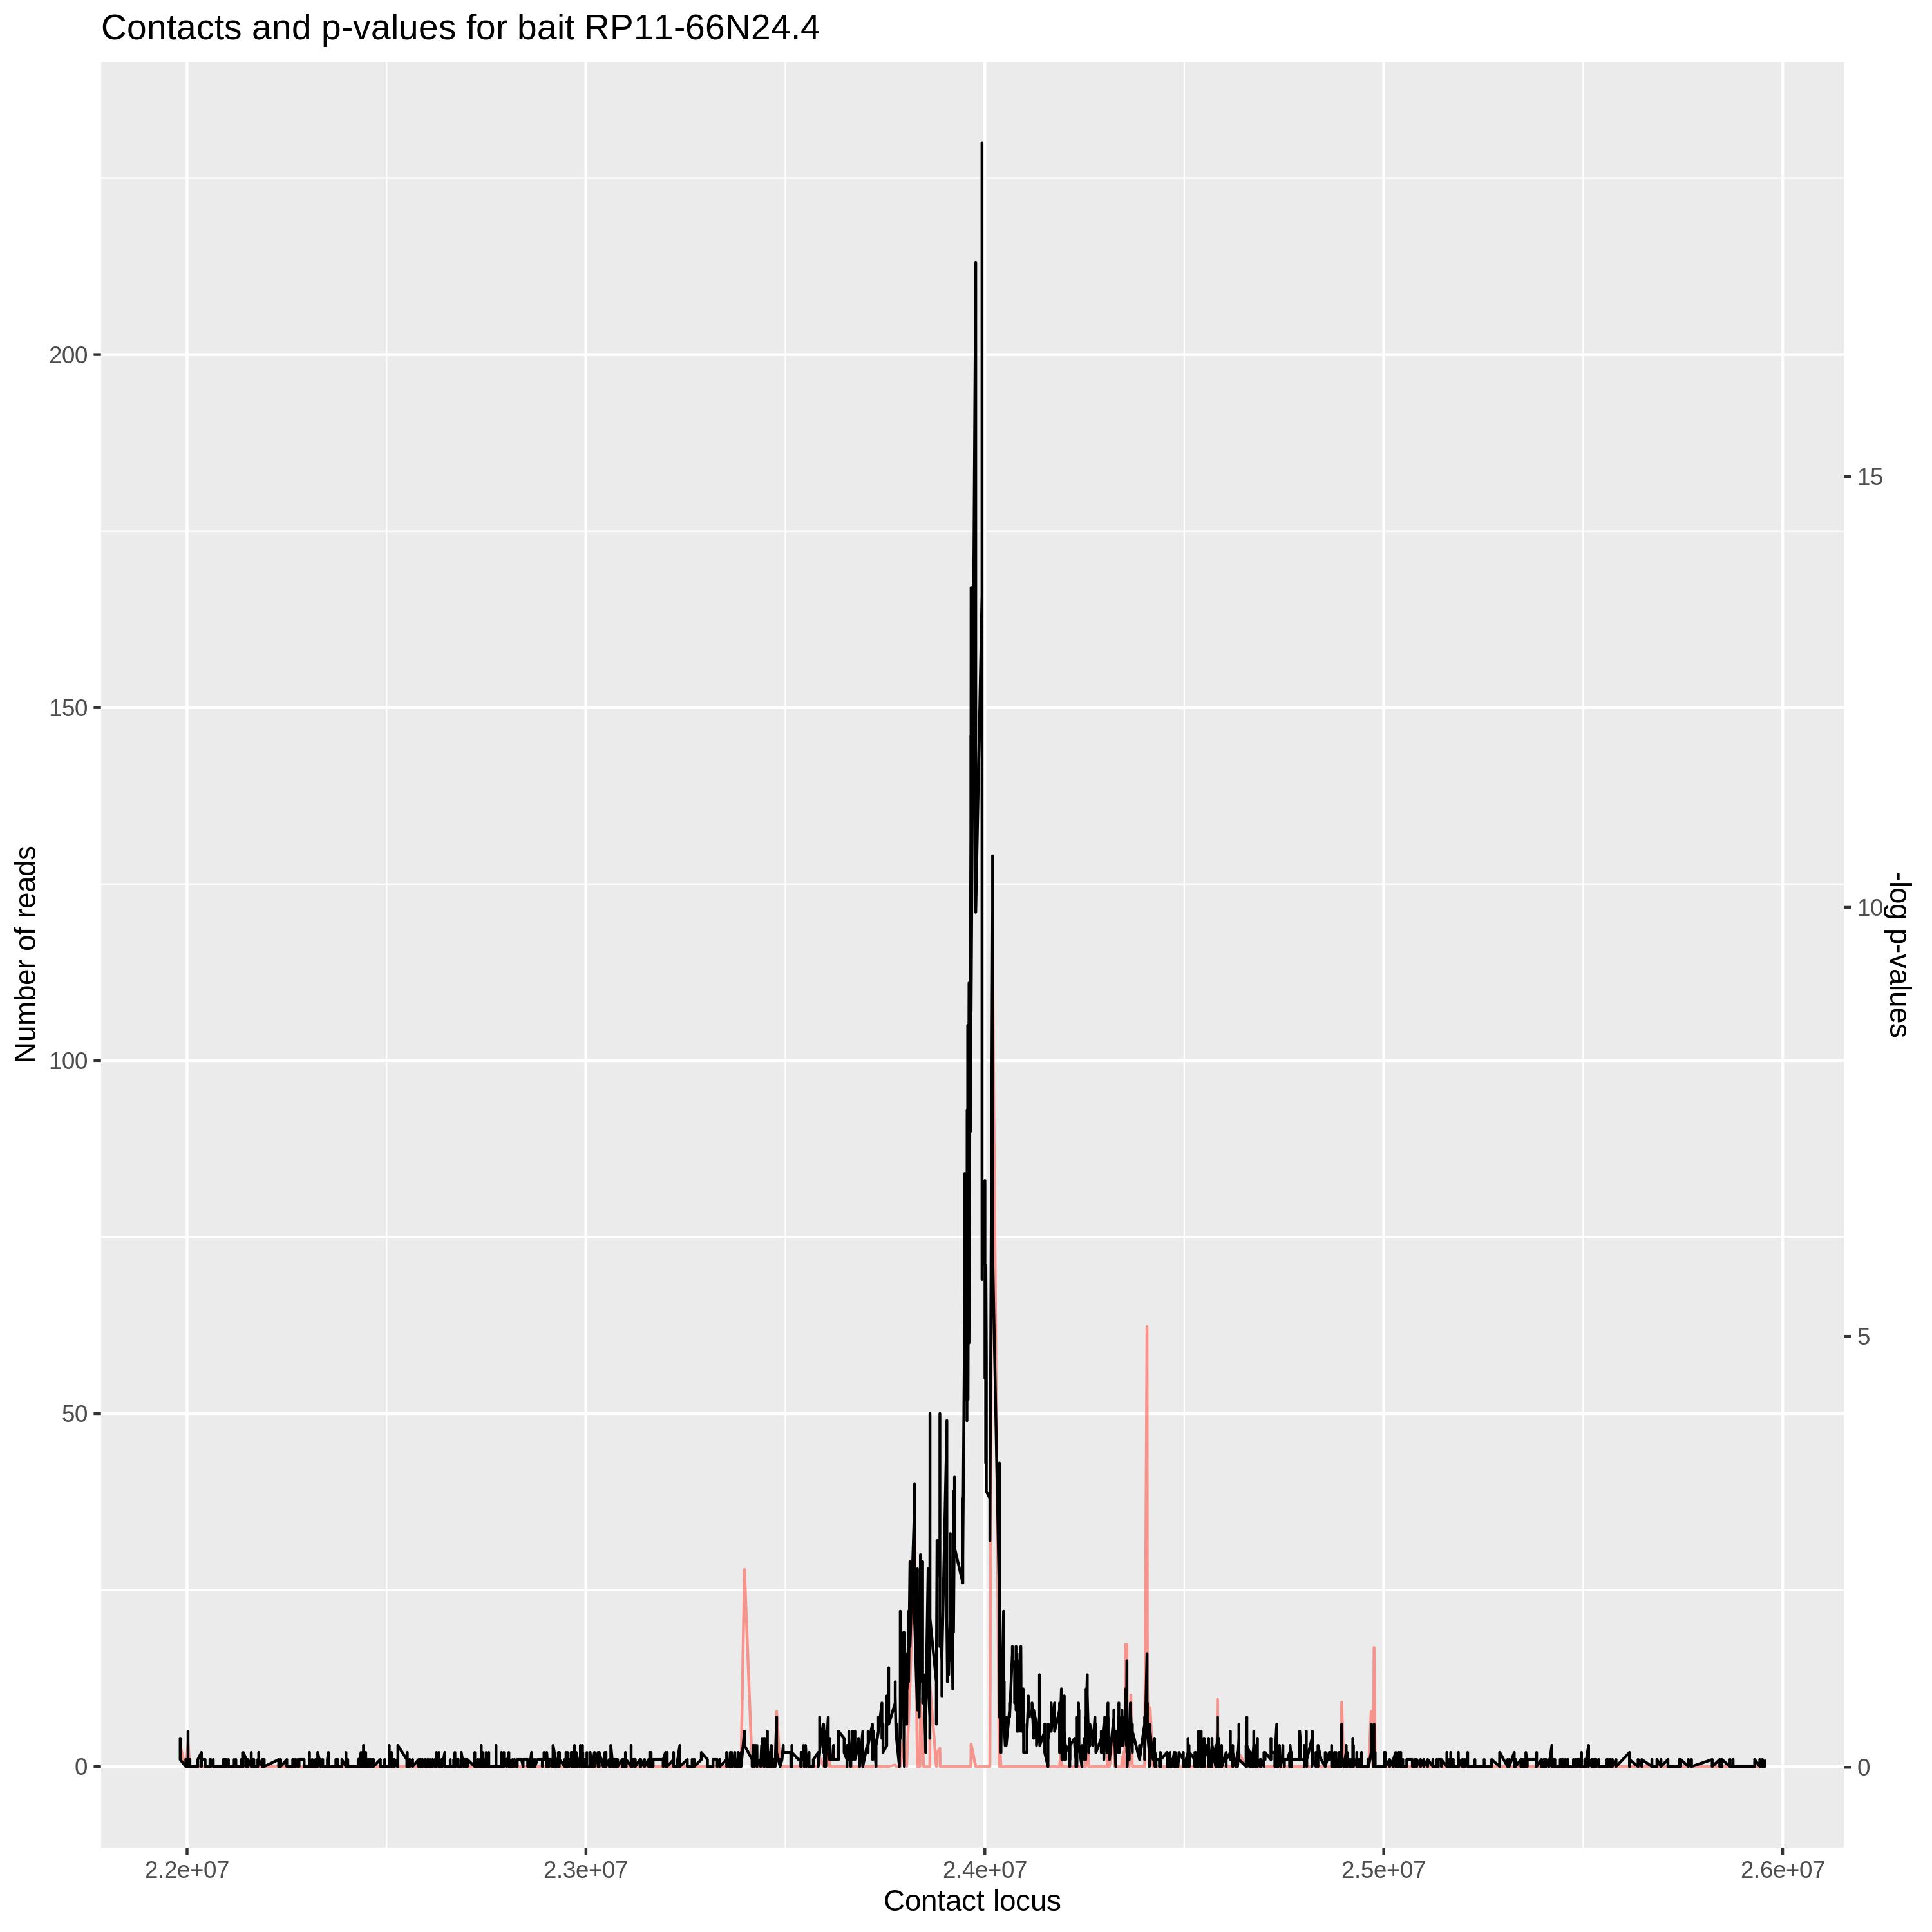 Contacts and p-values for bait RP11-66N24.4
Number of reads
200
150
100
50
0
15
10
5
0
-log p-values
2.2e+07
2.3e+07
2.4e+07
2.5e+07
2.6e+07
Contact locus